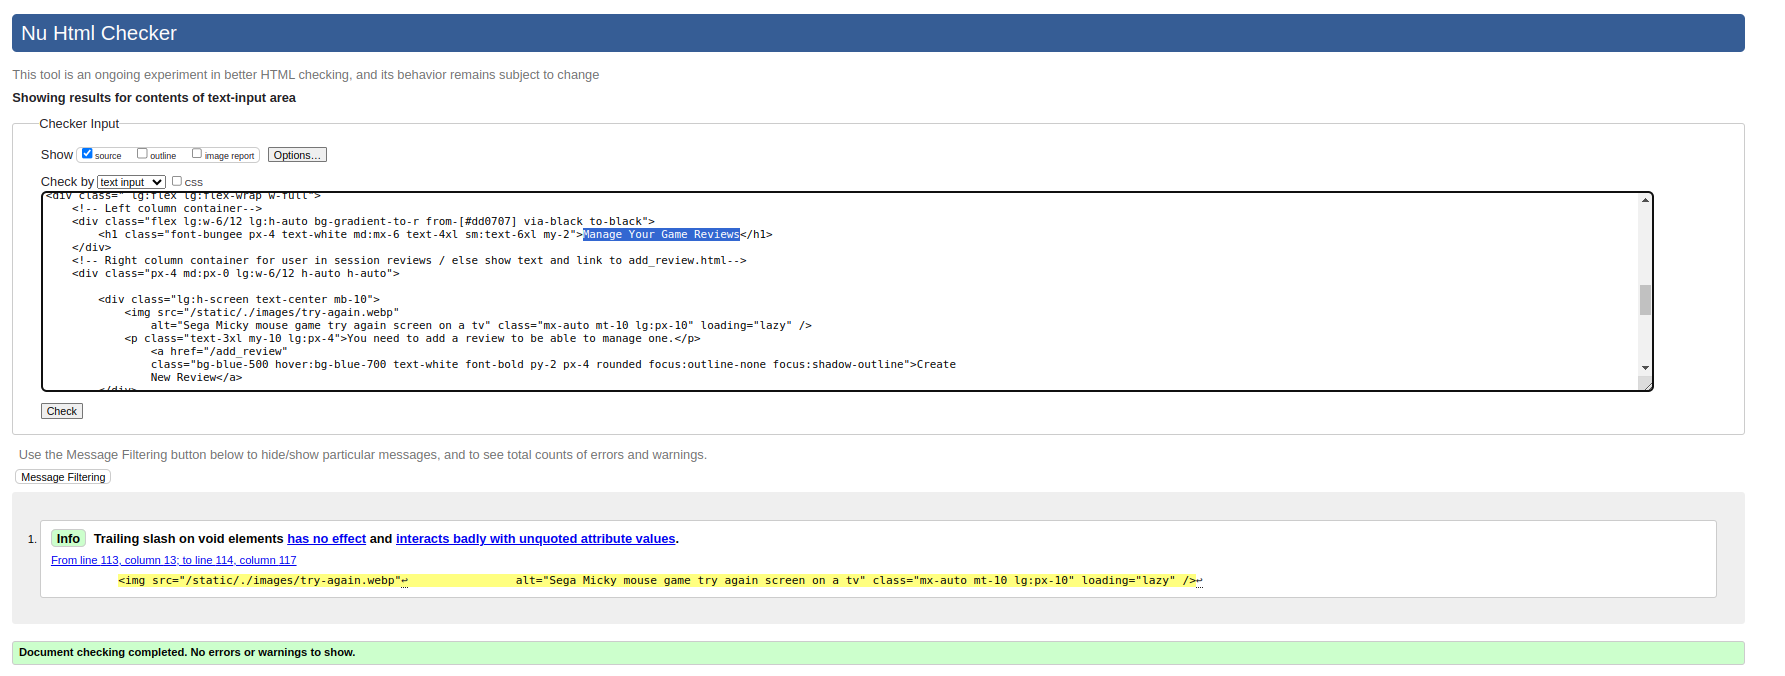 Nu Html Checker
This tool is an ongoing experiment in better HTML checking, and its behavior remains subject to change
Showing results for contents of text-input area
Checker Input
Show source outline image report Options...
Check by text input CSS
<div class=" lg:flex lg:flex-wrap w-full">
<!-- Left column container-->
<div class="flex lg:w-6/12 lg:h-auto bg-gradient-to-r from-[#dd0707] via-black to-black">
<h1 class="font-bungee px-4 text-white md:mx-6 text-4xl sm:text-6xl my-2">Manage Your Game Reviews</h1>
</div>
<!-- Right column container for user in session reviews / else show text and link to add_review.html-->
<div class="px-4 md:px-0 lg:w-6/12 h-auto h-auto">
<div class="lg:h-screen text-center mb-10">
<img src="/static/./images/try-again.webp"
alt="Sega Micky mouse game try again screen on a tv" class="mx-auto mt-10 lg:px-10" loading="lazy" />
<p class="text-3xl my-10 lg:px-4">You need to add a review to be able to manage one.</p>
<a href="/add_review"
class="bg-blue-500 hover:bg-blue-700 text-white font-bold py-2 px-4 rounded focus:outline-none focus:shadow-outline">Create
New Review</a>
</div>
Check
Use the Message Filtering button below to hide/show particular messages, and to see total counts of errors and warnings.
Message Filtering
1. Info Trailing slash on void elements has no effect and interacts badly with unquoted attribute values.
From line 113, column 13; to line 114, column 117
<img src="/static/./images/try-again.webp"↩ alt="Sega Micky mouse game try again screen on a tv" class="mx-auto mt-10 lg:px-10" loading="lazy" />↩
Document checking completed. No errors or warnings to show.